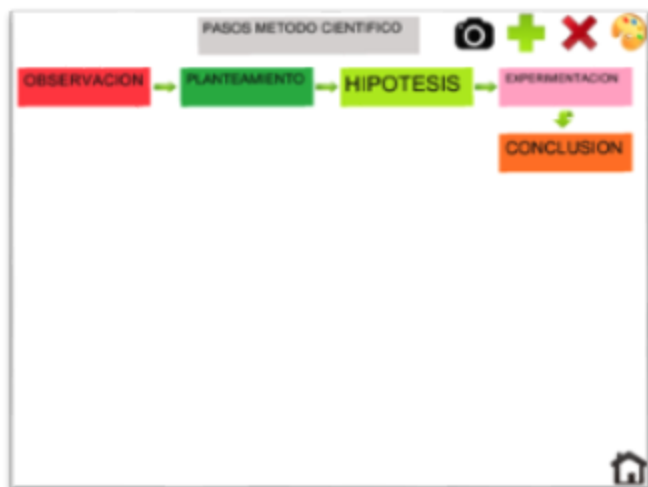 PASOS METODO CIENTIFICO
OBSERVACION
PLANTEAMIENTO
HIPOTESIS
EXPERIMENTACION
CONCLUSION